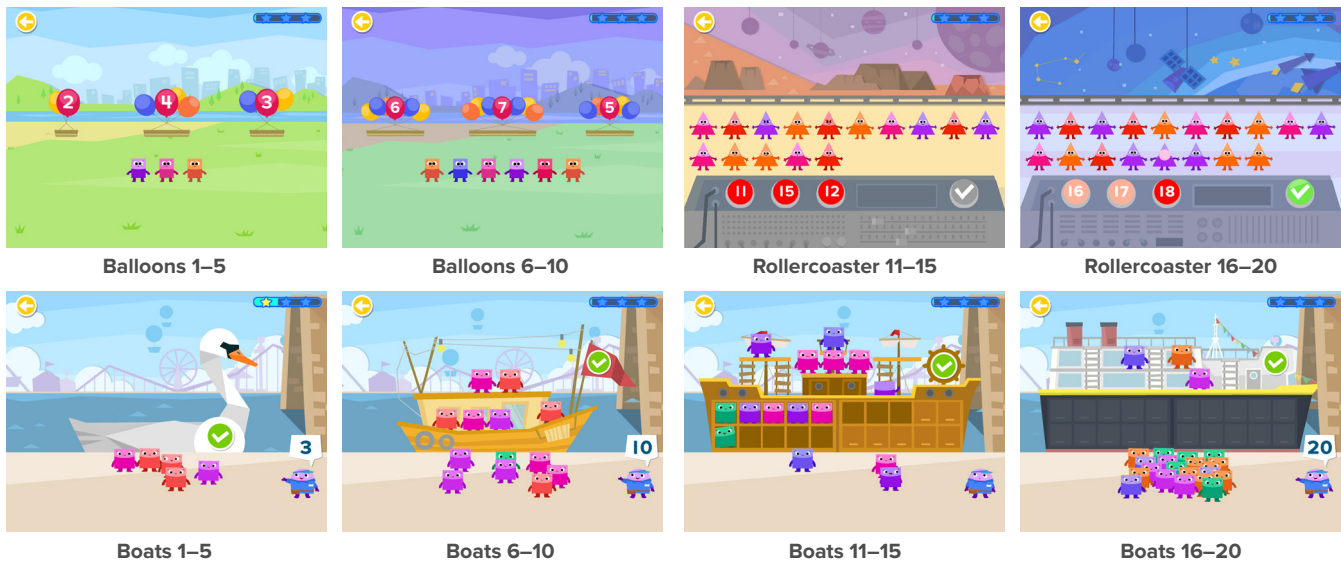 2 4 3
6 7 5
11 15 12
16 17 18
Balloons 1–5
Balloons 6–10
Rollercoaster 11–15
Rollercoaster 16–20
3
10
20
Boats 1–5
Boats 6–10
Boats 11–15
Boats 16–20